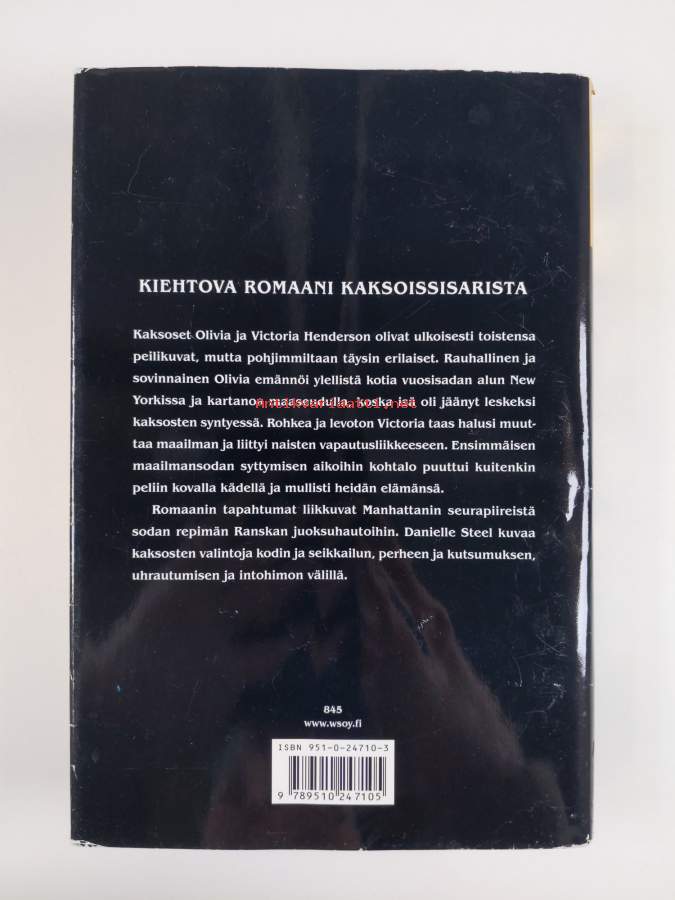 KIEHTOVA ROMAANI KAKSOISSISARISTA
Kaksoset Olivia ja Victoria Henderson olivat ulkoisesti toistensa
peilikuvat, mutta pohjimmiltaan täysin erilaiset. Rauhallinen ja
sovinnainen Olivia emännöi ylellistä kotia vuosisadan alun New
Yorkissa ja kartanoa maaseudulla, koska isä oli jäänyt leskeksi
Antikvariaatti.net
kaksosten syntyessä. Rohkea ja levoton Victoria taas halusi muut-
taa maailman ja liittyi naisten vapautusliikkeeseen. Ensimmäisen
maailmansodan syttymisen aikoihin kohtalo puuttui kuitenkin
peliin kovalla kädellä ja mullisti heidän elämänsä.
Romaanin tapahtumat liikkuvat Manhattanin seurapiireistä
sodan repimän Ranskan juoksuhautoihin. Danielle Steel kuvaa
kaksosten valintoja kodin ja seikkailun, perheen ja kutsumuksen,
uhrautumisen ja intohimon välillä.
845
www.wsoy.fi
ISBN 951-0-24710-3
9 789510 247105